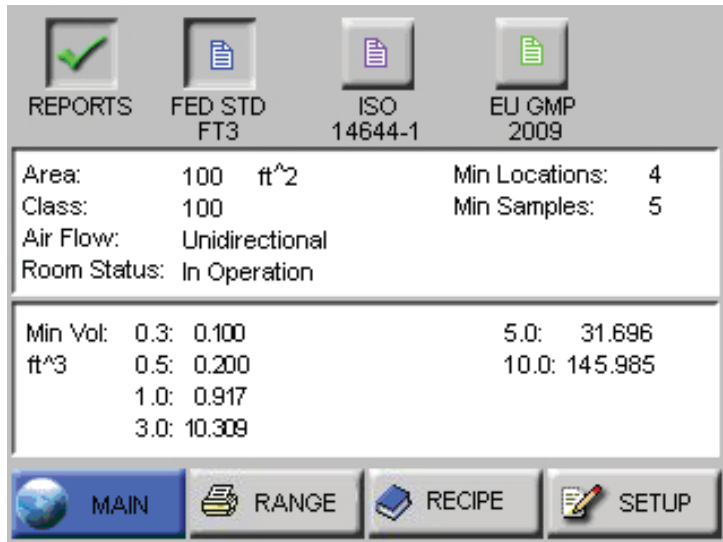 REPORTS
FED STD
FT3
ISO
14644-1
EU GMP
2009
Area: 100 ft^2 Min Locations: 4
Class: 100 Min Samples: 5
Air Flow: Unidirectional
Room Status: In Operation
Min Vol: 0.3: 0.100 5.0: 31.696
ft^3 0.5: 0.200 10.0: 145.985
1.0: 0.917
3.0: 10.309
MAIN RANGE RECIPE SETUP